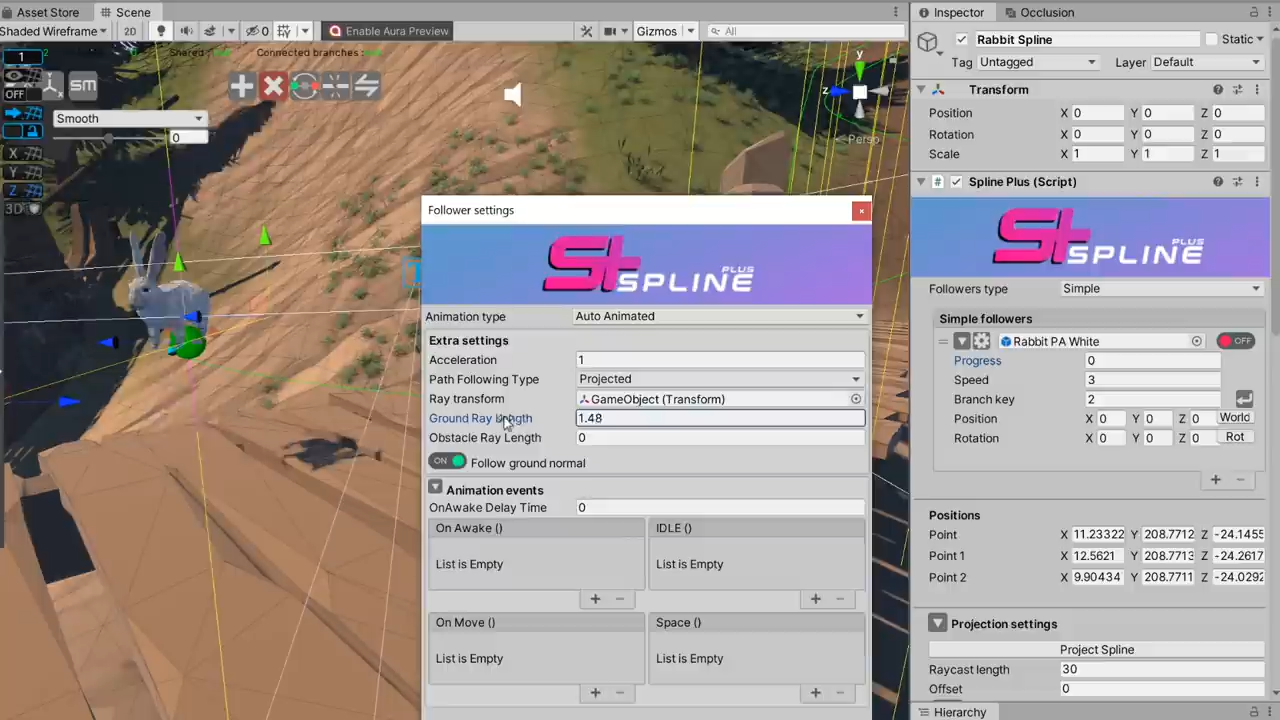 Asset Store
Scene
Shaded Wireframe
2D
0
Enable Aura Preview
Gizmos
All
1
2
Connected branches:
OFF
sm
Smooth
0
X
Y
Z
3D
y
z
Persp
Follower settings
x
SPLINE PLUS
Animation type Auto Animated
Extra settings
Acceleration 1
Path Following Type Projected
Ray transform GameObject (Transform)
Ground Ray Length 1.48
Obstacle Ray Length 0
ON Follow ground normal
Animation events
OnAwake Delay Time 0
On Awake () IDLE ()
List is Empty List is Empty
+ − + −
On Move () Space ()
List is Empty List is Empty
+ − + −
Inspector Occlusion
Rabbit Spline Static
Tag Untagged Layer Default
Transform
Position X 0 Y 0 Z 0
Rotation X 0 Y 0 Z 0
Scale X 1 Y 1 Z 1
# Spline Plus (Script)
SPLINE PLUS
Followers type Simple
Simple followers
Rabbit PA White OFF
Progress 0
Speed 3
Branch key 2
Position X 0 Y 0 Z 0 World
Rotation X 0 Y 0 Z 0 Rot
+ −
Positions
Point X 11.23322 Y 208.7712 Z -24.1455
Point 1 X 12.5621 Y 208.7713 Z -24.2617
Point 2 X 9.90434 Y 208.7711 Z -24.0292
Projection settings
Project Spline
Raycast length 30
Offset 0
Hierarchy